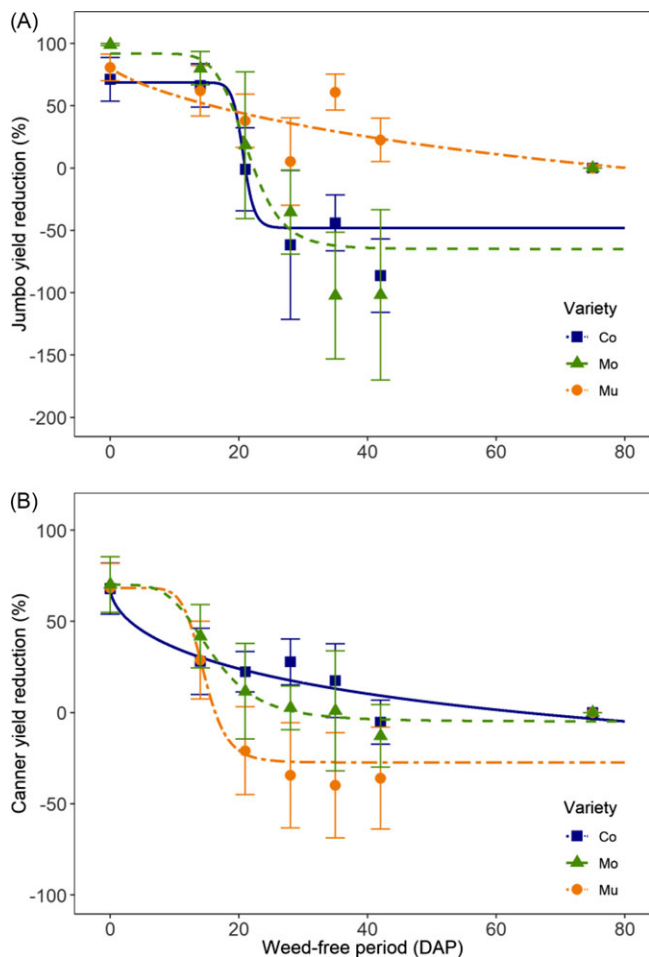 (A)
100
50
0
-50
-100
-150
-200
Jumbo yield reduction (%)
Variety
Co
Mo
Mu
0 20 40 60 80
(B)
100
50
0
-50
-100
Canner yield reduction (%)
Variety
Co
Mo
Mu
0 20 40 60 80
Weed-free period (DAP)